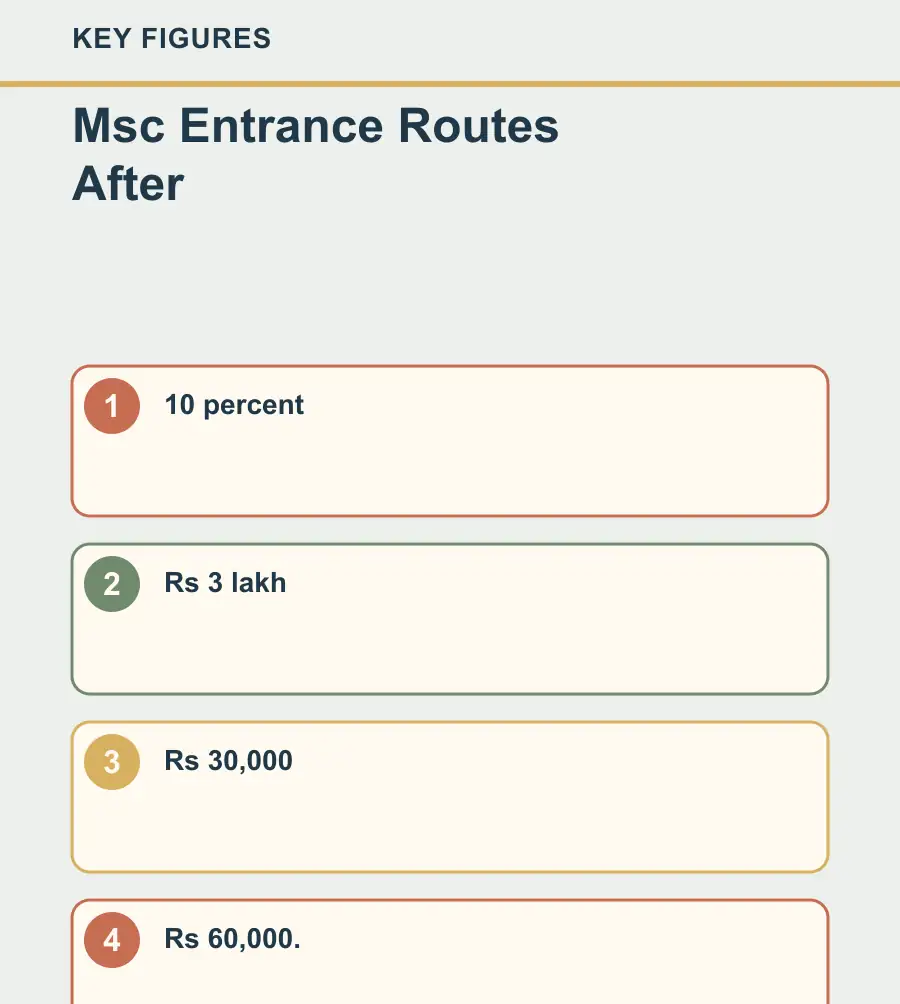 KEY FIGURES
Msc Entrance Routes
After
1 10 percent
2 Rs 3 lakh
3 Rs 30,000
4 Rs 60,000.